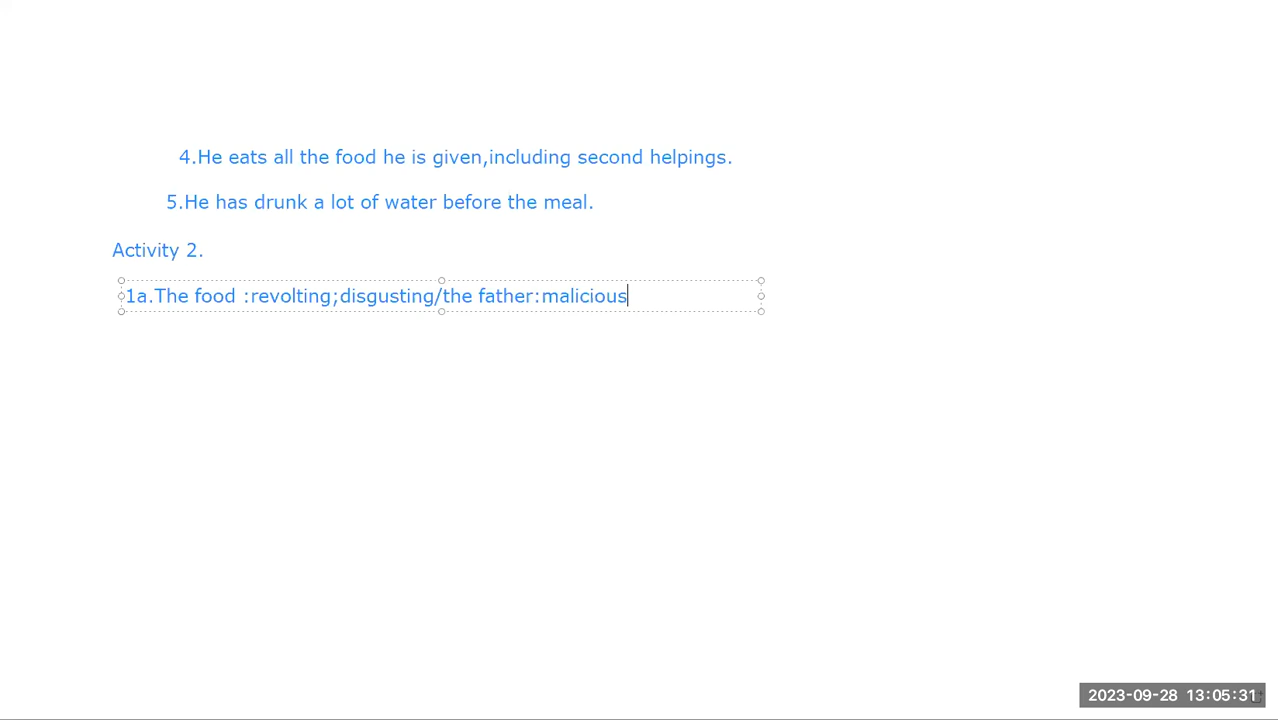 4.He eats all the food he is given,including second helpings.
5.He has drunk a lot of water before the meal.
Activity 2.
1a.The food :revolting;disgusting/the father:malicious
2023-09-28 13:05:31